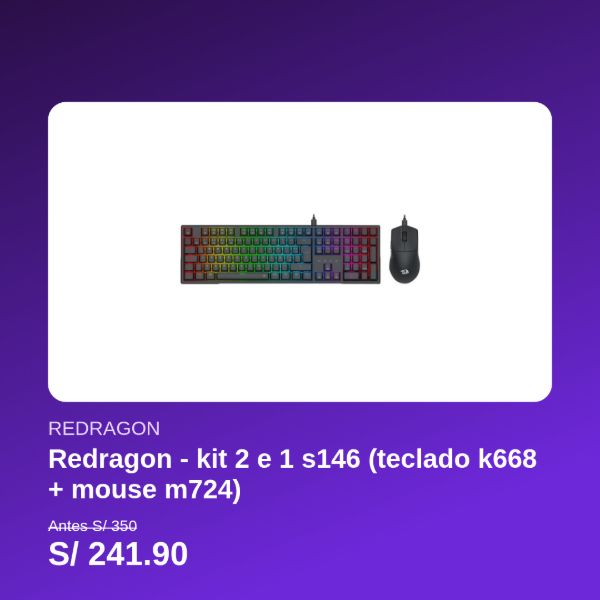 REDRAGON
Redragon - kit 2 e 1 s146 (teclado k668
+ mouse m724)
Antes S/ 350
S/ 241.90